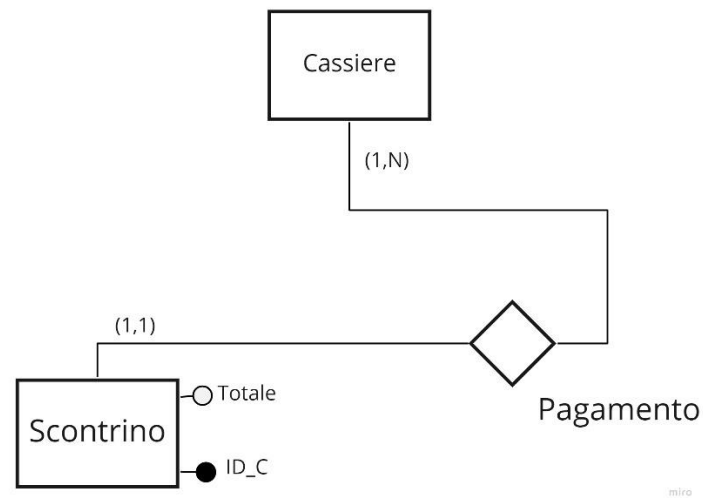 Cassiere
(1,N)
(1,1)
Totale
Pagamento
Scontrino
ID_C
miro